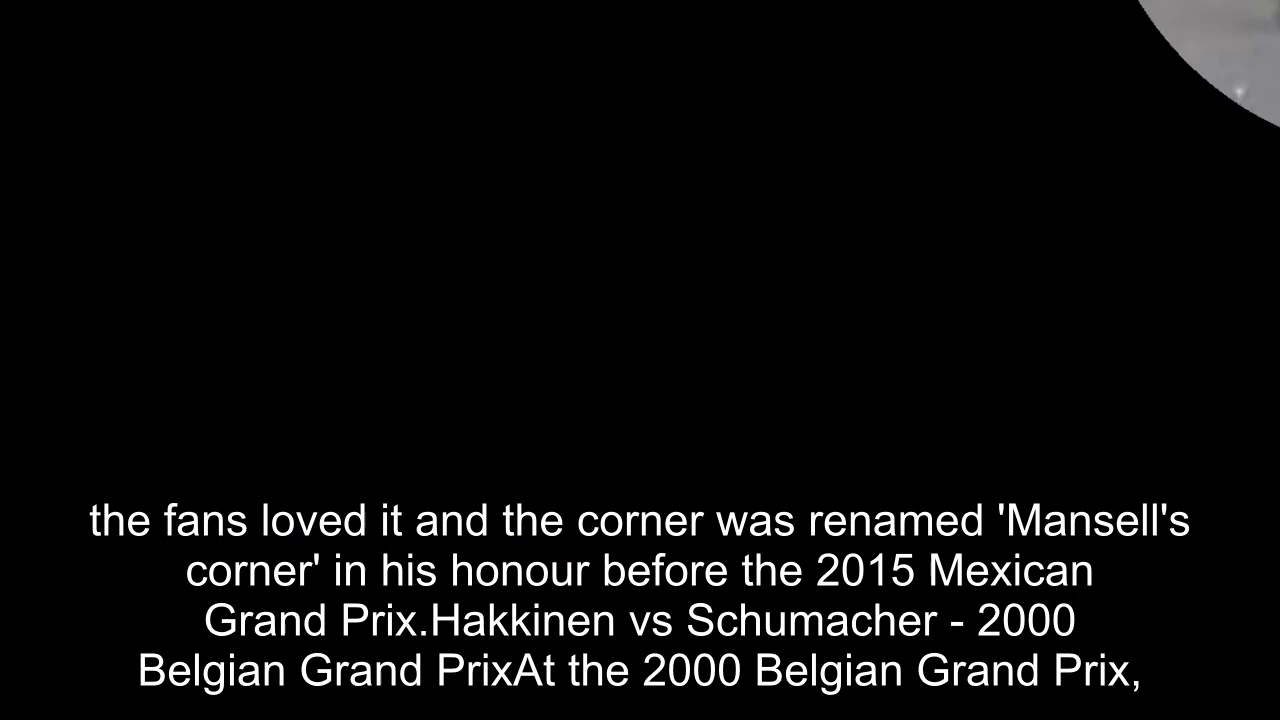 the fans loved it and the corner was renamed 'Mansell's
corner' in his honour before the 2015 Mexican
Grand Prix.Hakkinen vs Schumacher - 2000
Belgian Grand PrixAt the 2000 Belgian Grand Prix,